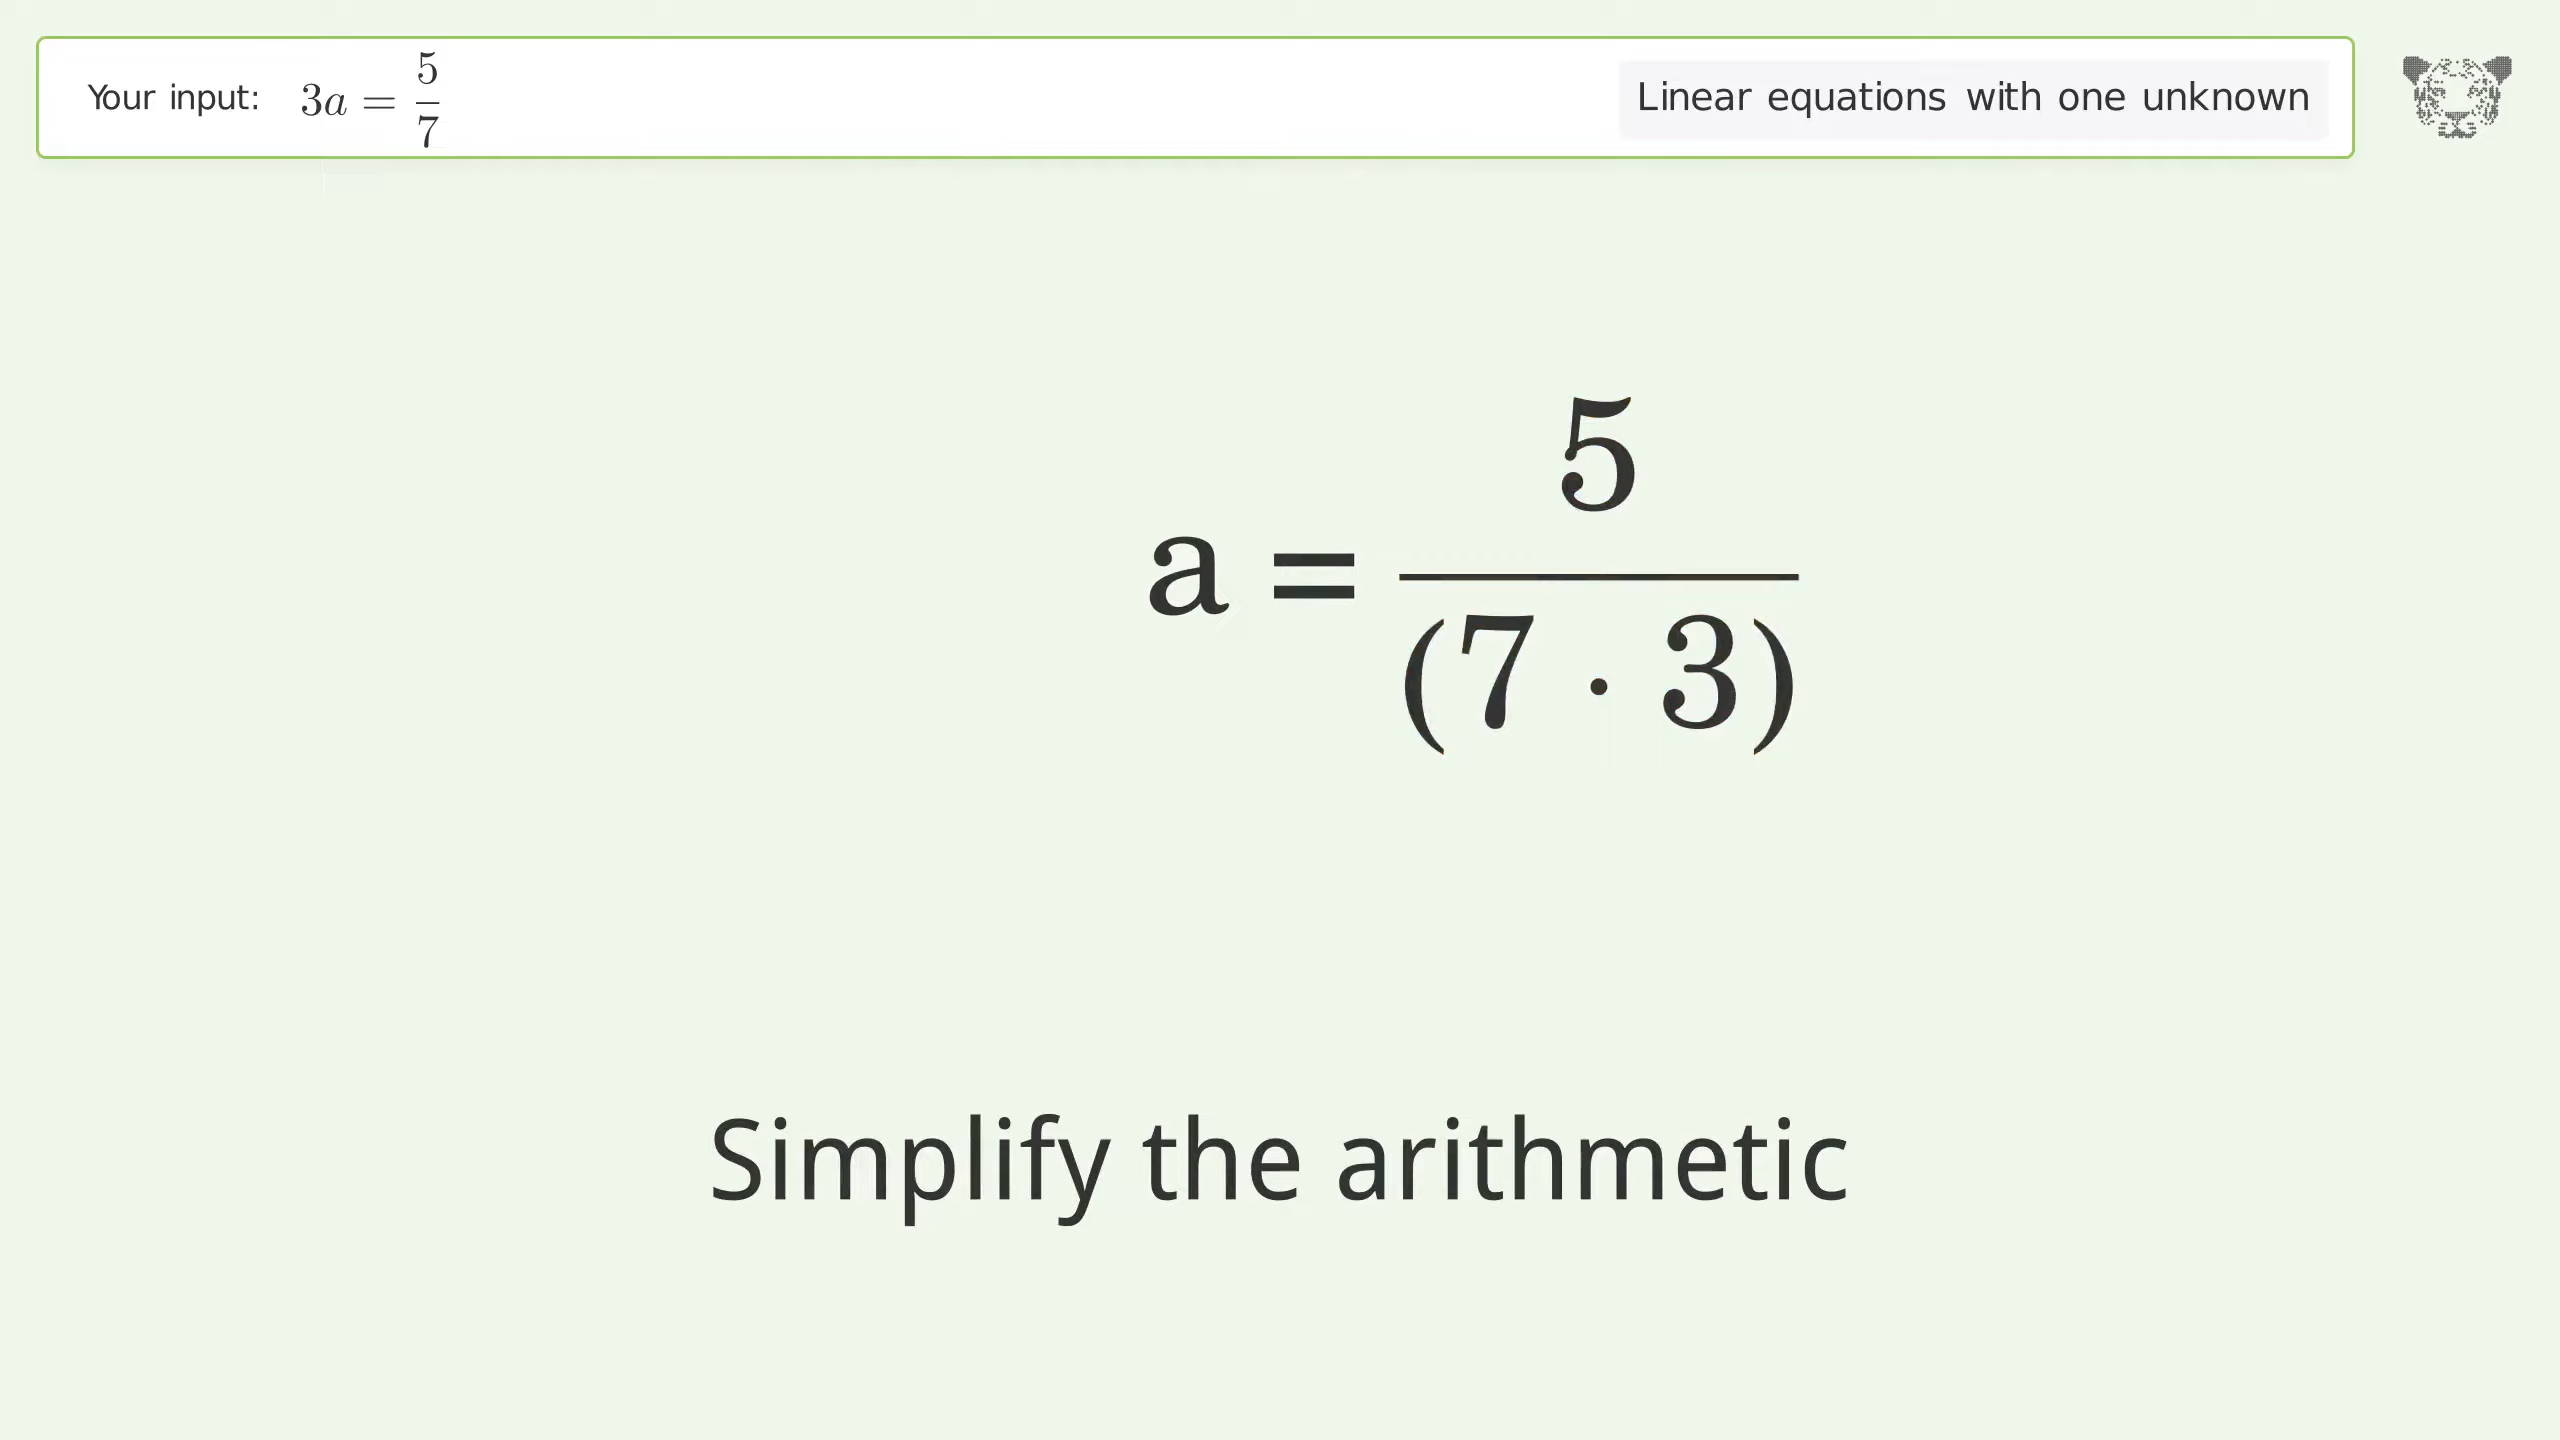 Your input: 3a = 5/7
Linear equations with one unknown
a = 5/(7 · 3)
Simplify the arithmetic